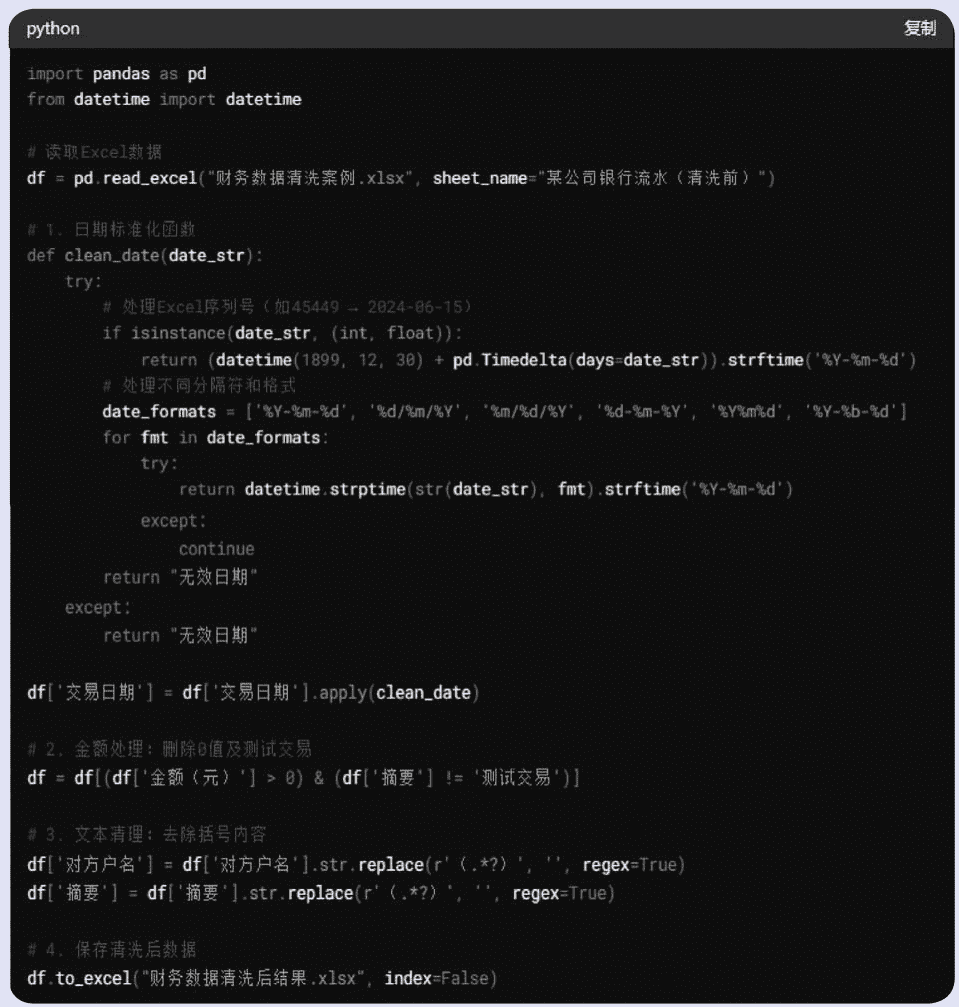 python
复制
import pandas as pd
from datetime import datetime
# 读取Excel数据
df = pd.read_excel("财务数据清洗案例.xlsx", sheet_name="某公司银行流水（清洗前）")
# 1. 日期标准化函数
def clean_date(date_str):
    try:
        # 处理Excel序列号（如45449 → 2024-06-15）
        if isinstance(date_str, (int, float)):
            return (datetime(1899, 12, 30) + pd.Timedelta(days=date_str)).strftime('%Y-%m-%d')
        # 处理不同分隔符和格式
        date_formats = ['%Y-%m-%d', '%d/%m/%Y', '%m/%d/%Y', '%d-%m-%Y', '%Y%m%d', '%Y-%b-%d']
        for fmt in date_formats:
            try:
                return datetime.strptime(str(date_str), fmt).strftime('%Y-%m-%d')
            except:
                continue
        return "无效日期"
    except:
        return "无效日期"
df['交易日期'] = df['交易日期'].apply(clean_date)
# 2. 金额处理：删除0值及测试交易
df = df[(df['金额（元）'] > 0) & (df['摘要'] != '测试交易')]
# 3. 文本清理：去除括号内容
df['对方户名'] = df['对方户名'].str.replace(r'（.*?）', '', regex=True)
df['摘要'] = df['摘要'].str.replace(r'（.*?）', '', regex=True)
# 4. 保存清洗后数据
df.to_excel("财务数据清洗后结果.xlsx", index=False)